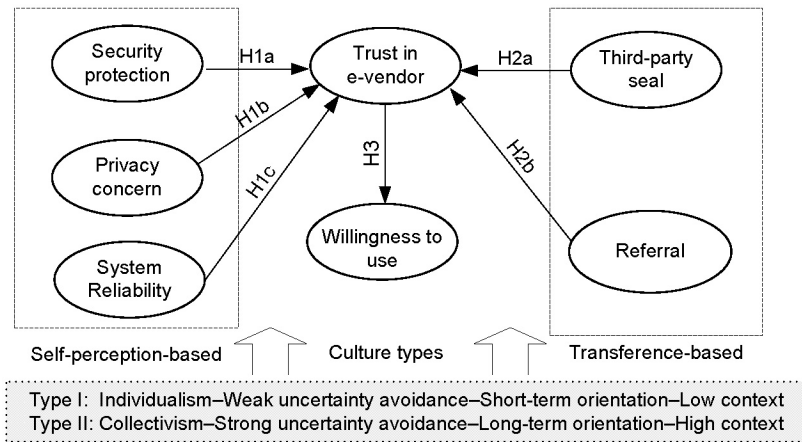 Security
protection
H1a
Trust in
e-vendor
H2a
Third-party
seal
H1b
Privacy
concern
H1c
H3
H2b
System
Reliability
Willingness to
use
Referral
Self-perception-based
Culture types
Transference-based
Type I: Individualism–Weak uncertainty avoidance–Short-term orientation–Low context
Type II: Collectivism–Strong uncertainty avoidance–Long-term orientation–High context